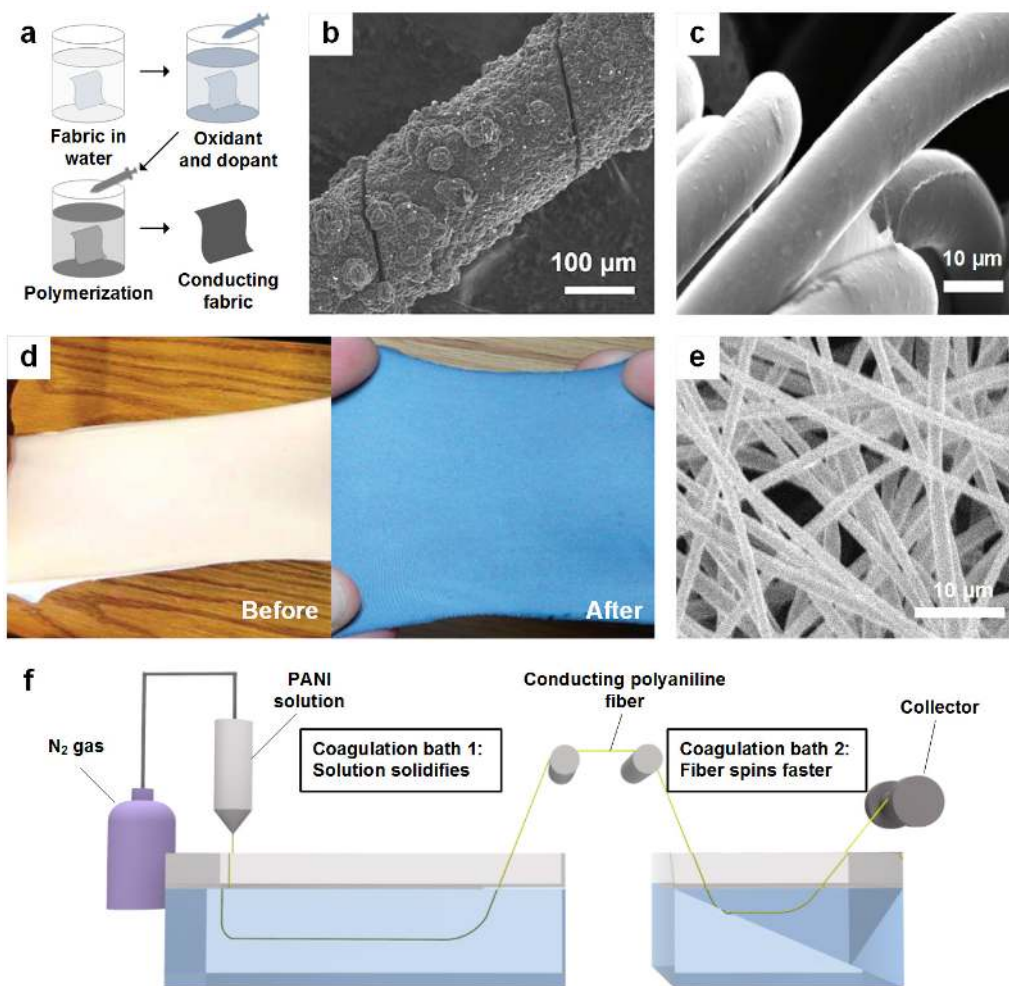 a
Fabric in
water
Oxidant
and dopant
Polymerization
Conducting
fabric
b
100 μm
c
10 μm
d
Before
After
e
10 μm
f
N₂ gas
PANI
solution
Coagulation bath 1:
Solution solidifies
Conducting polyaniline
fiber
Coagulation bath 2:
Fiber spins faster
Collector